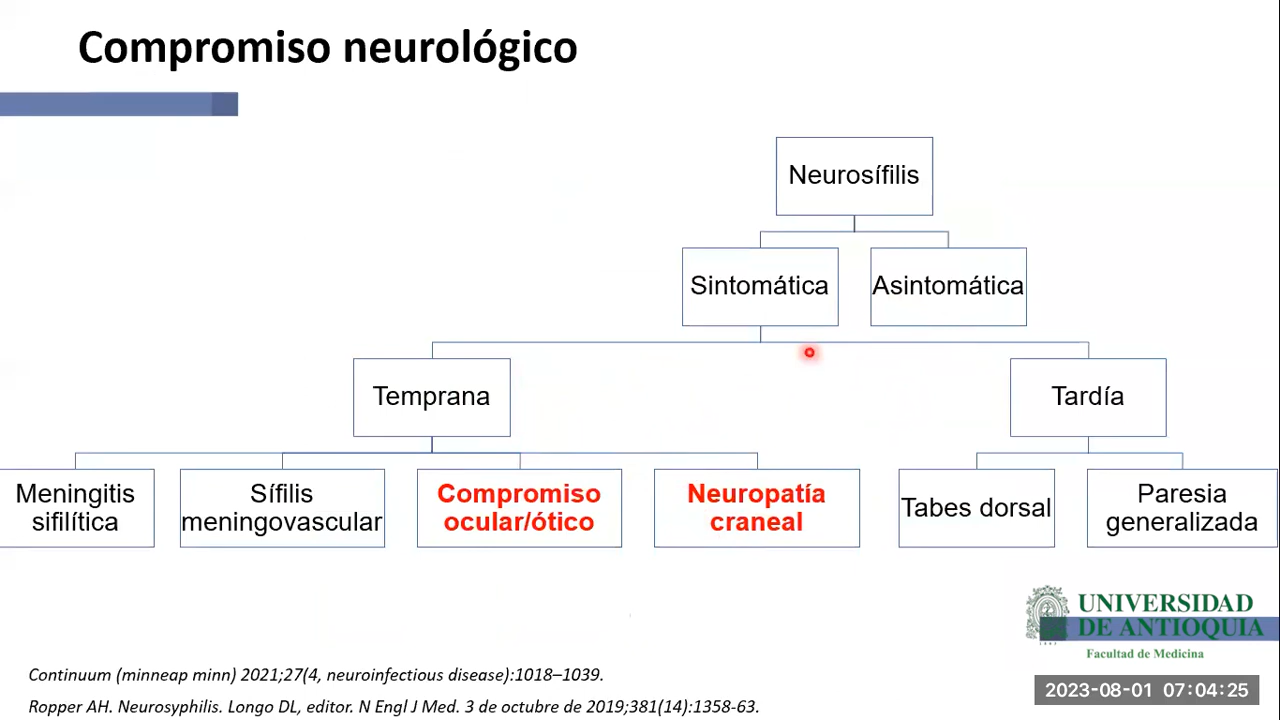 Compromiso neurológico
Neurosífilis
Sintomática
Asintomática
Temprana
Tardía
Meningitis
sifilítica
Sífilis
meningovascular
Compromiso
ocular/ótico
Neuropatía
craneal
Tabes dorsal
Paresia
generalizada
UNIVERSIDAD
DE ANTIOQUIA
Facultad de Medicina
Continuum (minneap minn) 2021;27(4, neuroinfectious disease):1018–1039.
Ropper AH. Neurosyphilis. Longo DL, editor. N Engl J Med. 3 de octubre de 2019;381(14):1358-63.
2023-08-01 07:04:25